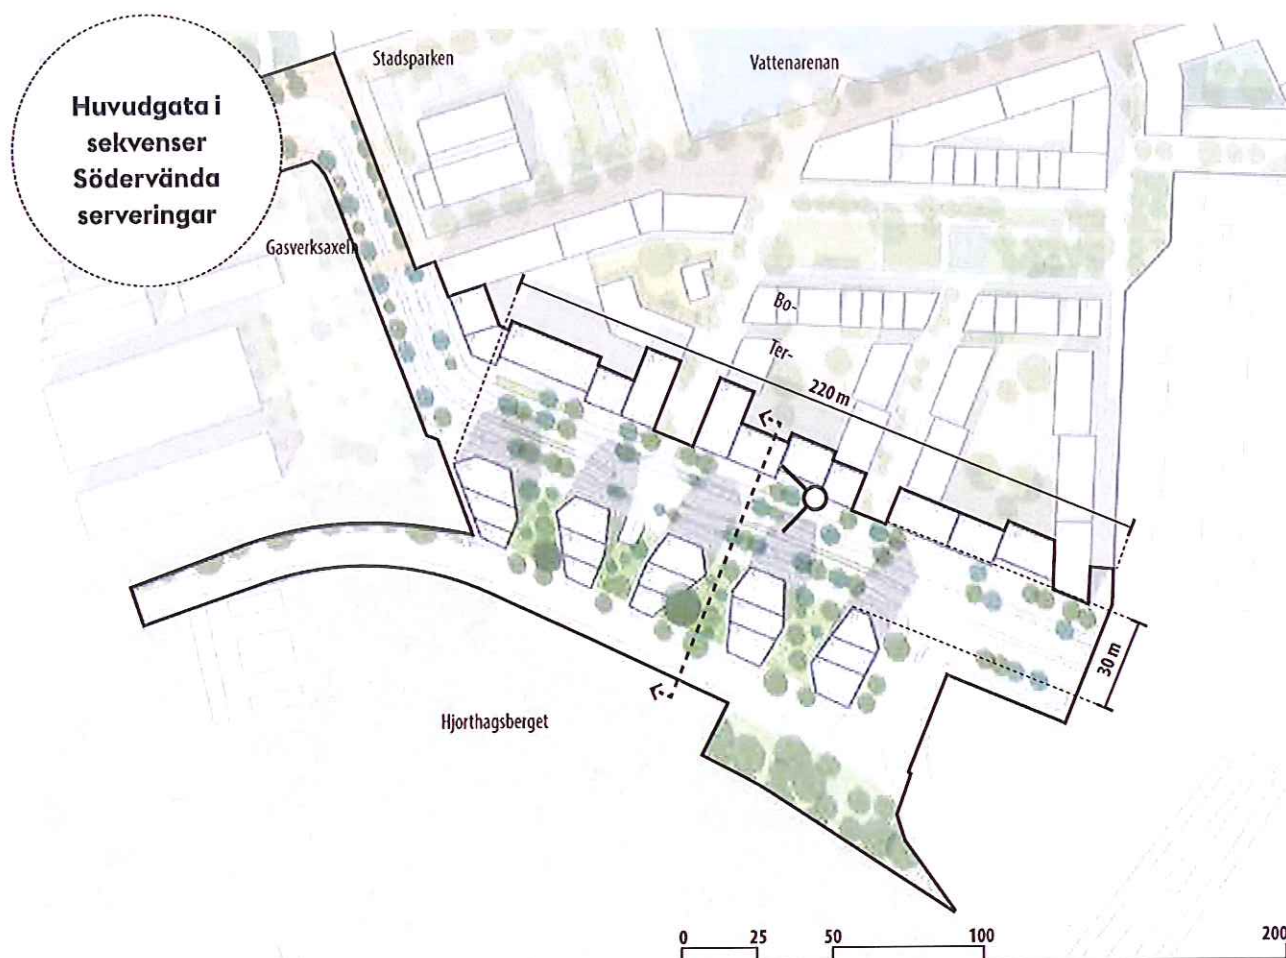 Huvudgata i
sekvenser
Södervända
serveringar
Stadsparken
Vattenarenan
Gasverksaxeln
Bo-
Ter-
220 m
30 m
Hjorthagsberget
0 25 50 100 200